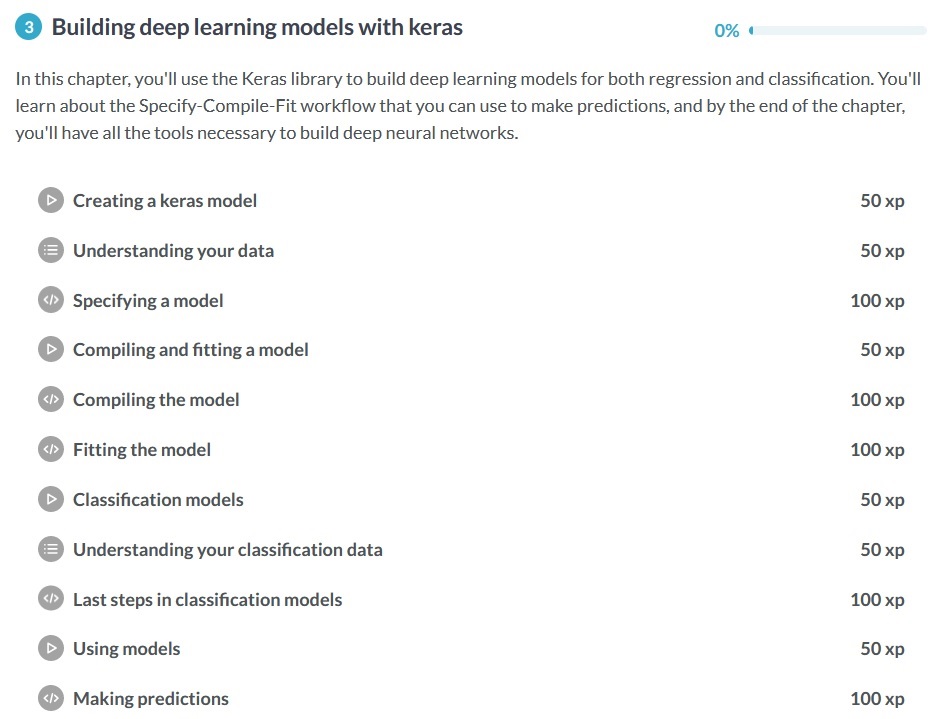 3 Building deep learning models with keras 0%
In this chapter, you'll use the Keras library to build deep learning models for both regression and classification. You'll
learn about the Specify-Compile-Fit workflow that you can use to make predictions, and by the end of the chapter,
you'll have all the tools necessary to build deep neural networks.
Creating a keras model 50 xp
Understanding your data 50 xp
</> Specifying a model 100 xp
Compiling and fitting a model 50 xp
</> Compiling the model 100 xp
</> Fitting the model 100 xp
Classification models 50 xp
Understanding your classification data 50 xp
</> Last steps in classification models 100 xp
Using models 50 xp
</> Making predictions 100 xp